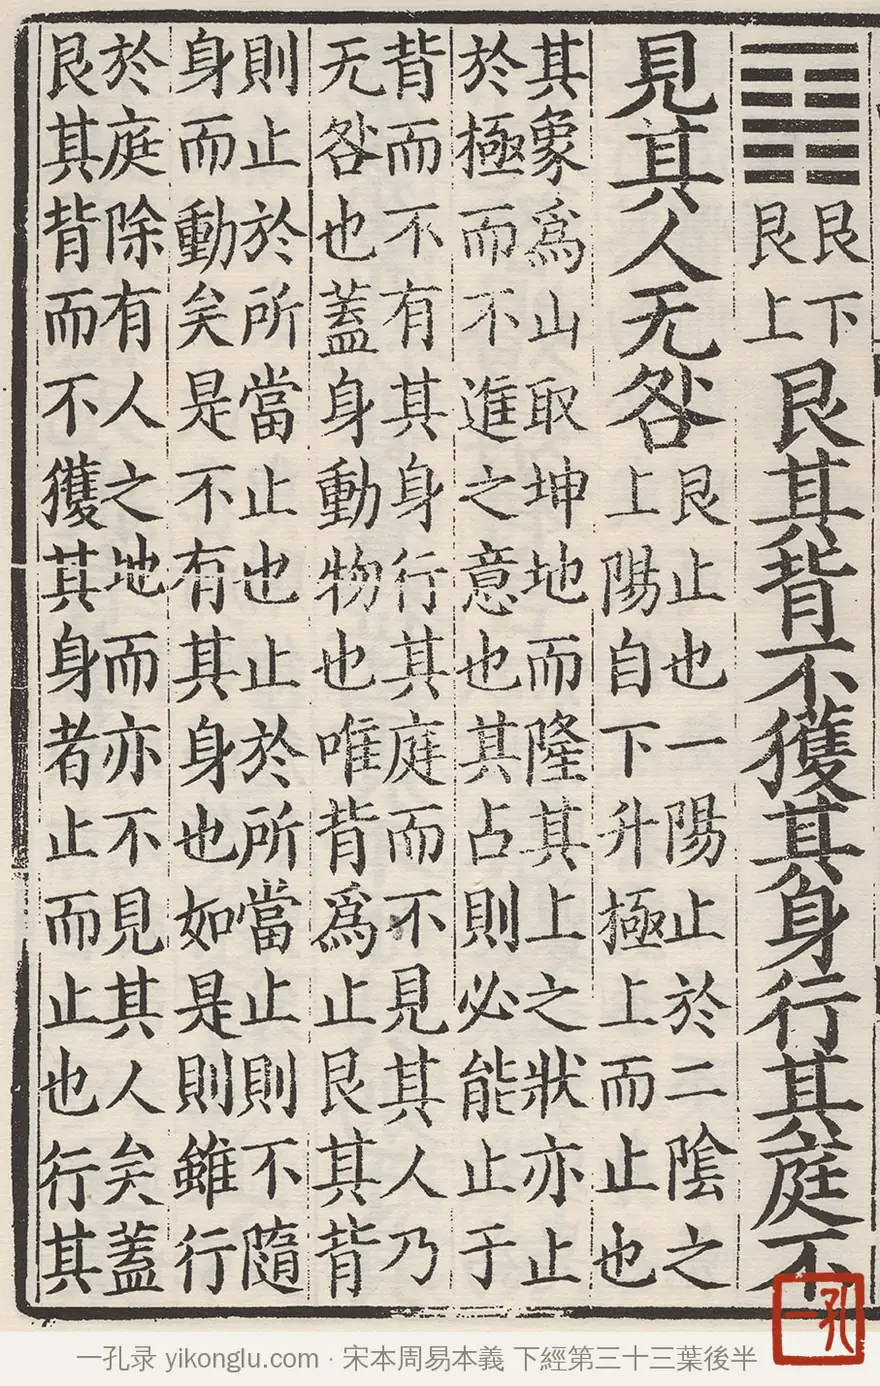 艮下
艮上
艮其背不獲其身行其庭不
見其人无咎
艮止也一陽止於二陰之
上陽自下升極上而止也
其象爲山取坤地而隆其上之狀亦止
於極而不進之意也其占則必能止于
背而不有其身行其庭而不見其人乃
无咎也蓋身動物也唯背爲止艮其背
則止於所當止也止於所當止則不隨
身而動矣是不有其身也如是則雖行
於庭除有人之地而亦不見其人矣蓋
艮其背而不獲其身者止而止也行其
一孔
一孔录 yikonglu.com · 宋本周易本義 下經第三十三葉後半